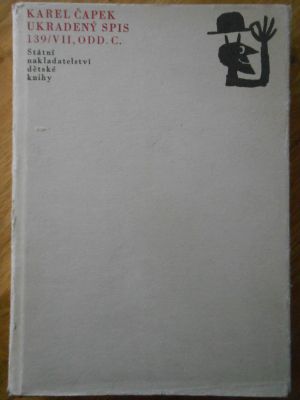 KAREL ČAPEK
UKRADENÝ SPIS
139/VII, ODD. C.
Státní
nakladatelství
dětské
knihy